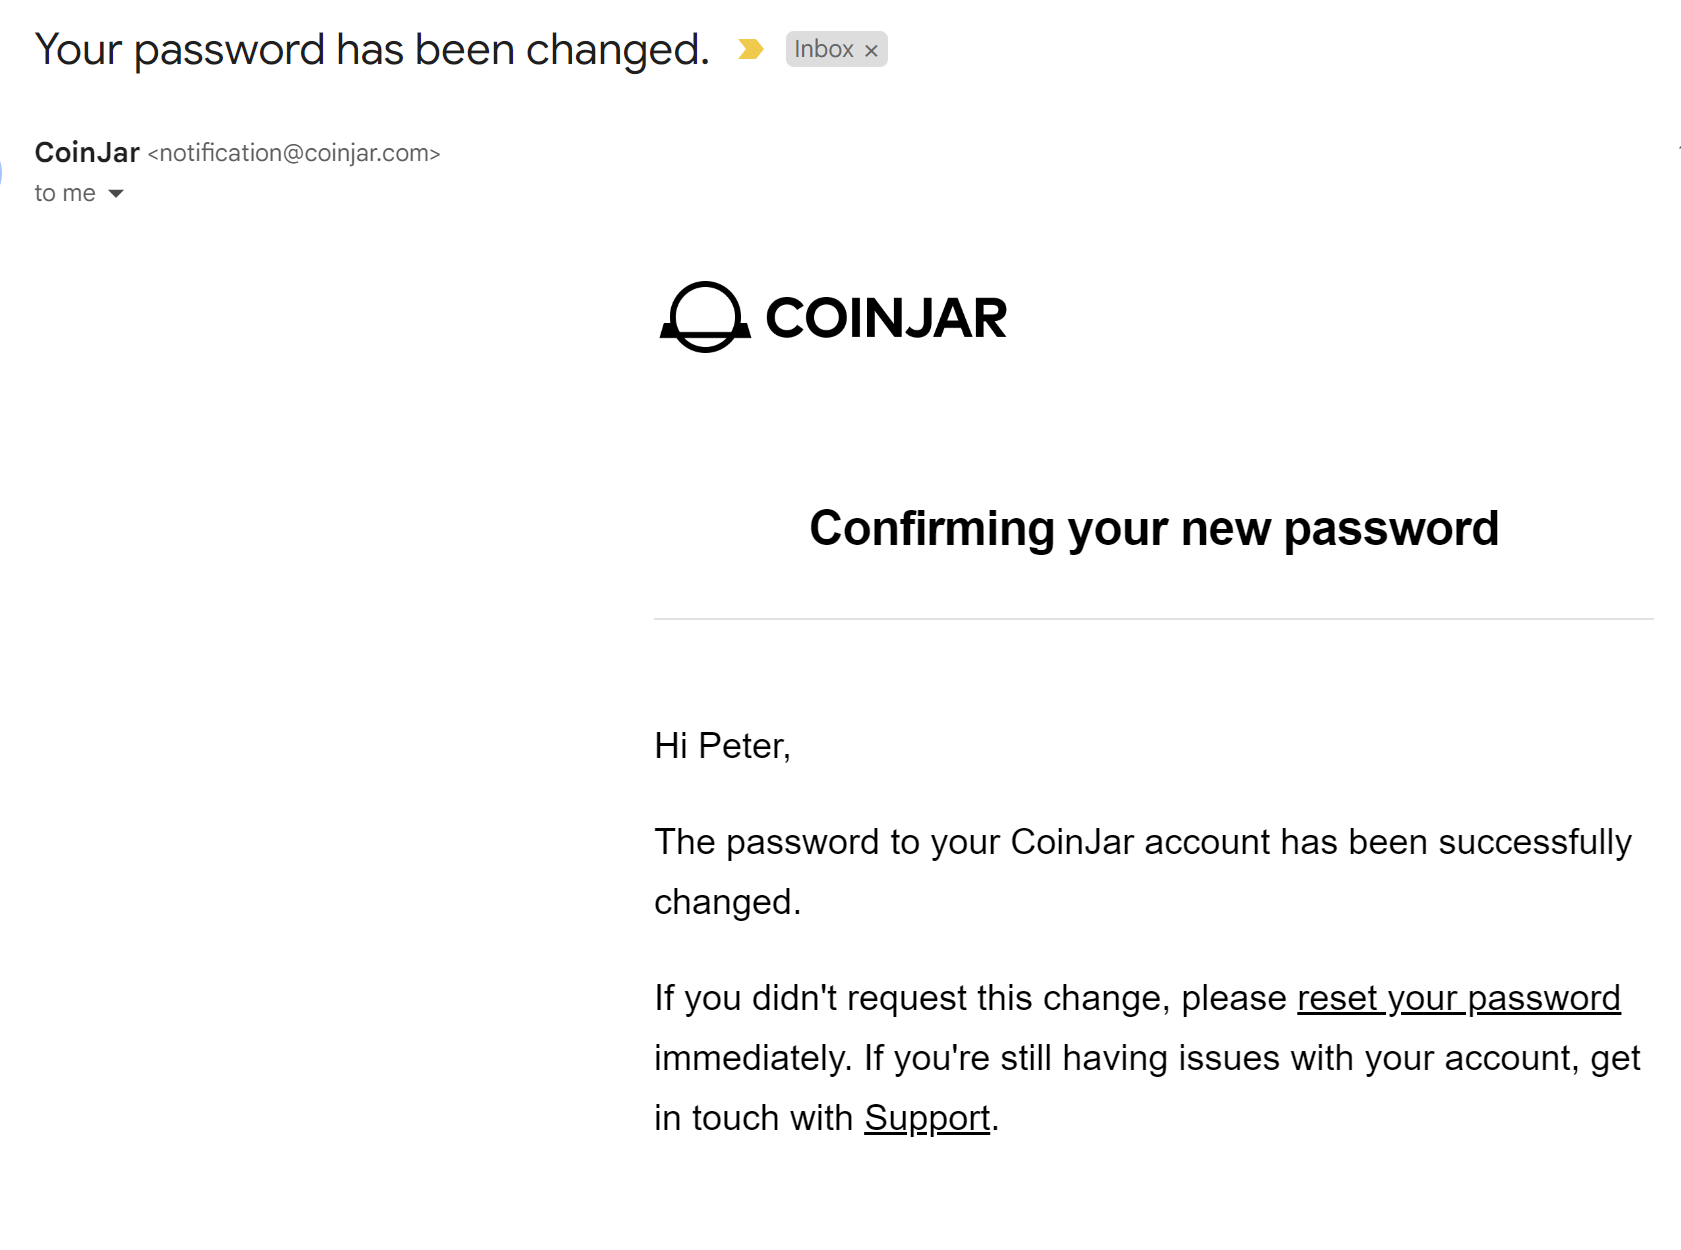 Your password has been changed. Inbox ×
CoinJar <notification@coinjar.com>
to me
COINJAR
Confirming your new password
Hi Peter,
The password to your CoinJar account has been successfully
changed.
If you didn't request this change, please reset your password
immediately. If you're still having issues with your account, get
in touch with Support.